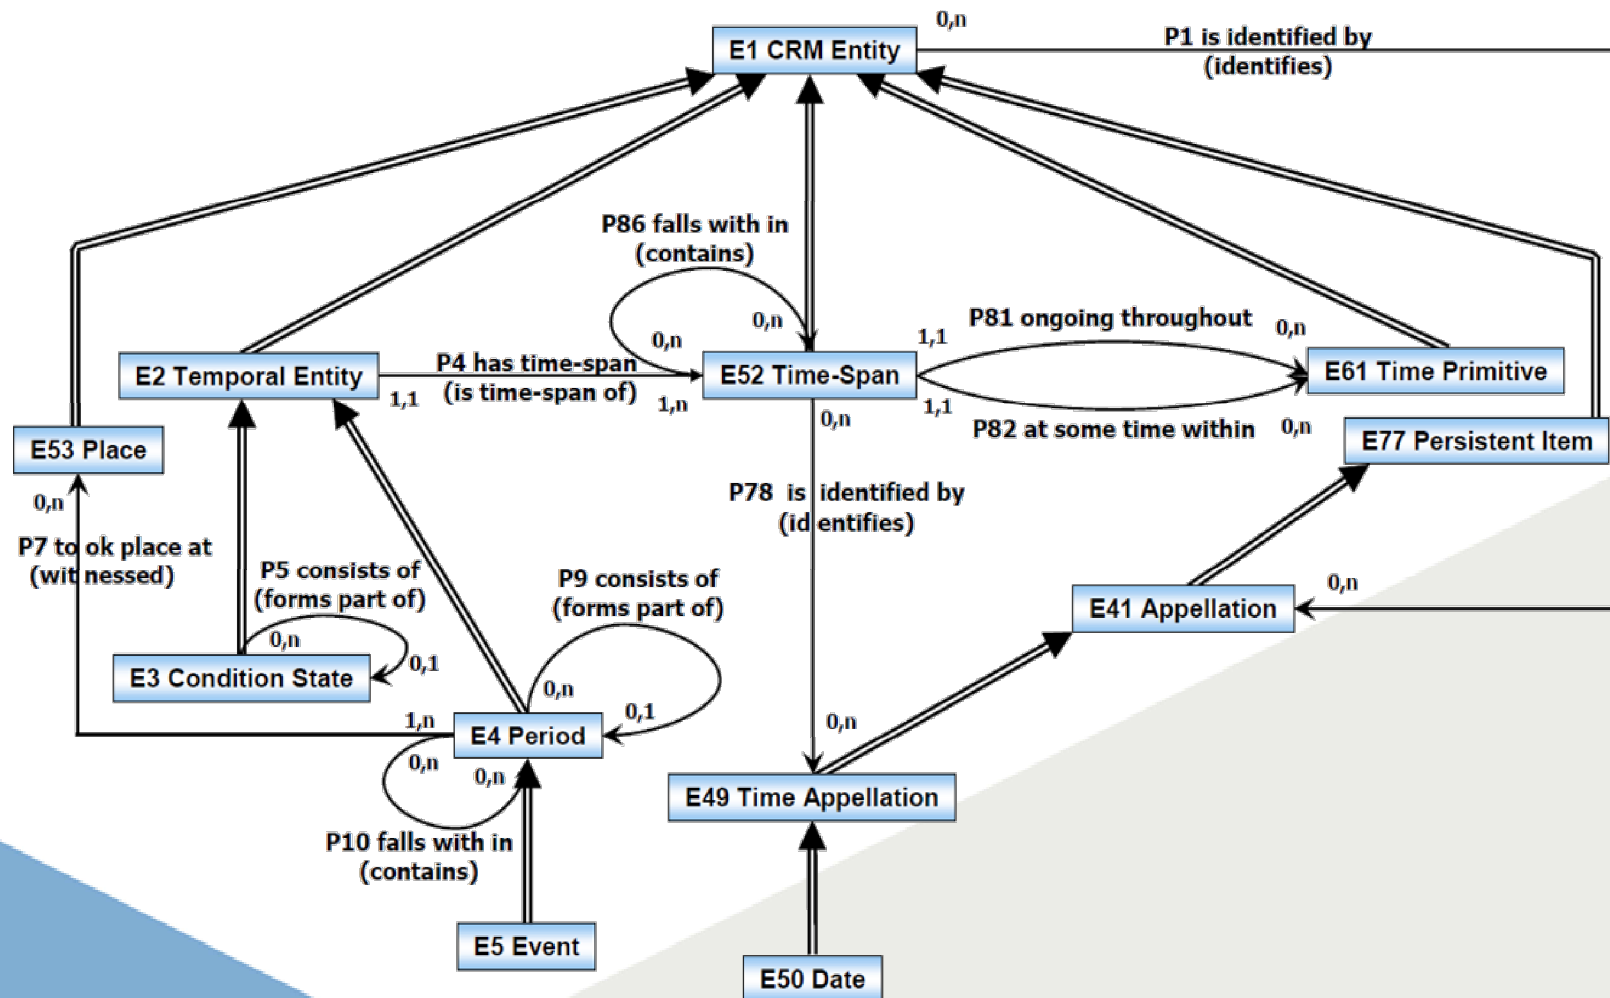 0,n
E1 CRM Entity
P1 is identified by
(identifies)
P86 falls with in
(contains)
0,n
0,n
P81 ongoing throughout
1,1
0,n
E2 Temporal Entity
P4 has time-span
(is time-span of)
1,1
1,n
E52 Time-Span
E61 Time Primitive
1,1
0,n
P82 at some time within
0,n
E53 Place
E77 Persistent Item
0,n
P78 is identified by
(identifies)
P7 to ok place at
(wit nessed)
P5 consists of
(forms part of)
P9 consists of
(forms part of)
0,n
E41 Appellation
0,n
0,1
E3 Condition State
0,n
0,1
1,n
0,n
E4 Period
0,n
0,n
E49 Time Appellation
P10 falls with in
(contains)
E5 Event
E50 Date